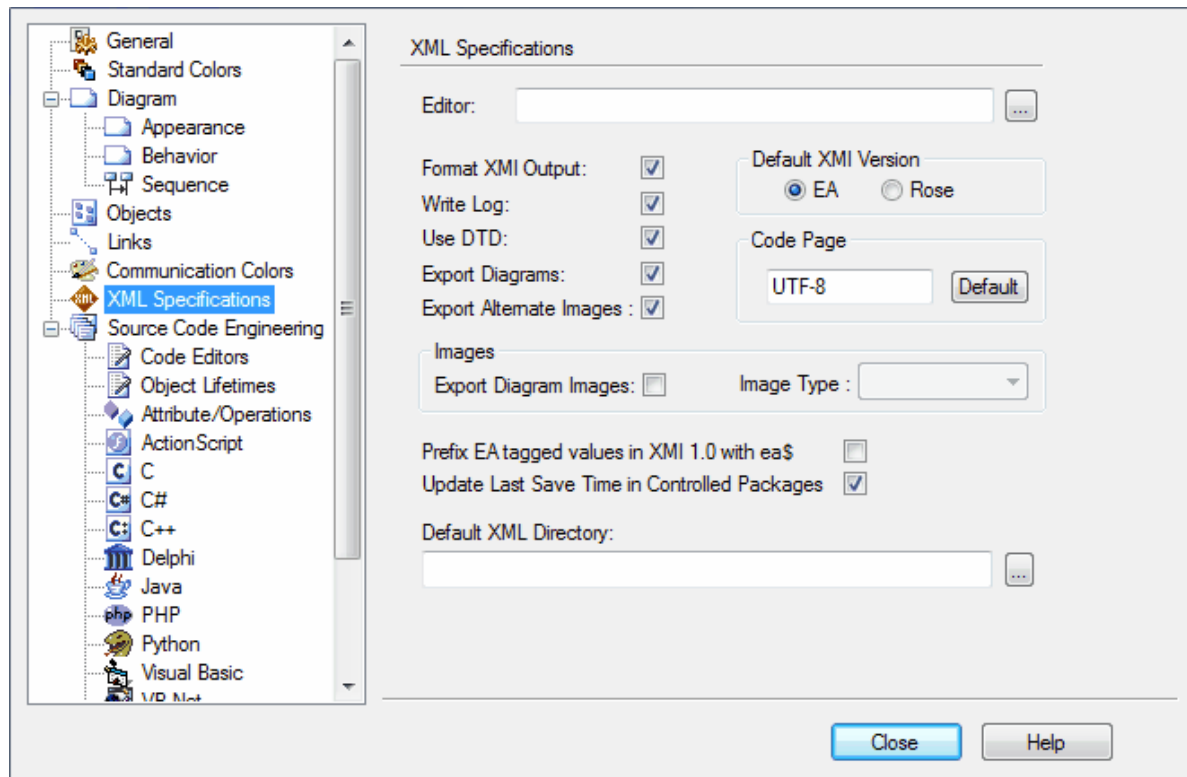 General
Standard Colors
Diagram
Appearance
Behavior
Sequence
Objects
Links
Communication Colors
XML XML Specifications
Source Code Engineering
Code Editors
Object Lifetimes
Attribute/Operations
ActionScript
C C
C# C#
C++
Delphi
Java
php PHP
Python
Visual Basic
VB.Net
XML Specifications
Editor: ...
Format XMI Output:
Write Log:
Use DTD:
Export Diagrams:
Export Alternate Images :
Default XMI Version
EA Rose
Code Page
UTF-8 Default
Images
Export Diagram Images: Image Type :
Prefix EA tagged values in XMI 1.0 with ea$
Update Last Save Time in Controlled Packages
Default XML Directory:
...
Close Help